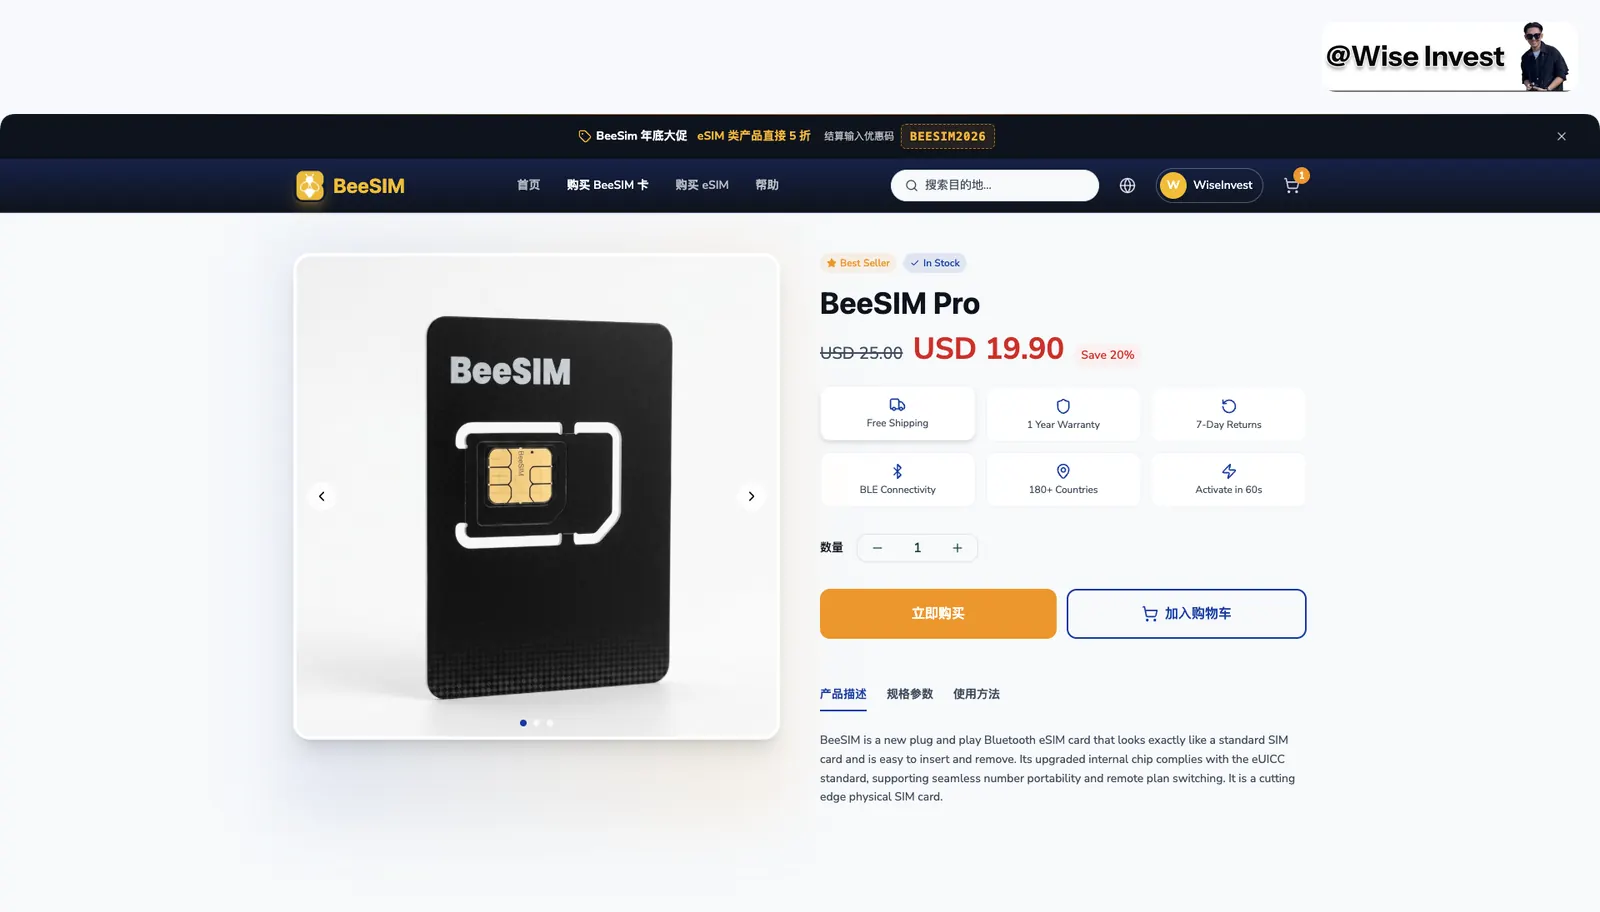 @Wise Invest
BeeSim 年底大促 eSIM 类产品直接 5 折 结算输入优惠码 BEESIM2026
BeeSIM
首页 购买 BeeSIM 卡 购买 eSIM 帮助
搜索目的地...
W WiseInvest
1
BeeSIM
BeeSIM
Best Seller In Stock
BeeSIM Pro
USD 25.00 USD 19.90 Save 20%
Free Shipping 1 Year Warranty 7-Day Returns
BLE Connectivity 180+ Countries Activate in 60s
数量 − 1 +
立即购买 加入购物车
产品描述 规格参数 使用方法
BeeSIM is a new plug and play Bluetooth eSIM card that looks exactly like a standard SIM
card and is easy to insert and remove. Its upgraded internal chip complies with the eUICC
standard, supporting seamless number portability and remote plan switching. It is a cutting
edge physical SIM card.